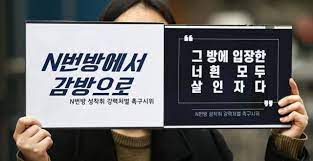 N번방에서
감방으로
N번방 성착취 강력처벌 촉구시위
그 방에 입장한
너흰 모두
살인자다
N번방 성착취 강력처벌 촉구시위